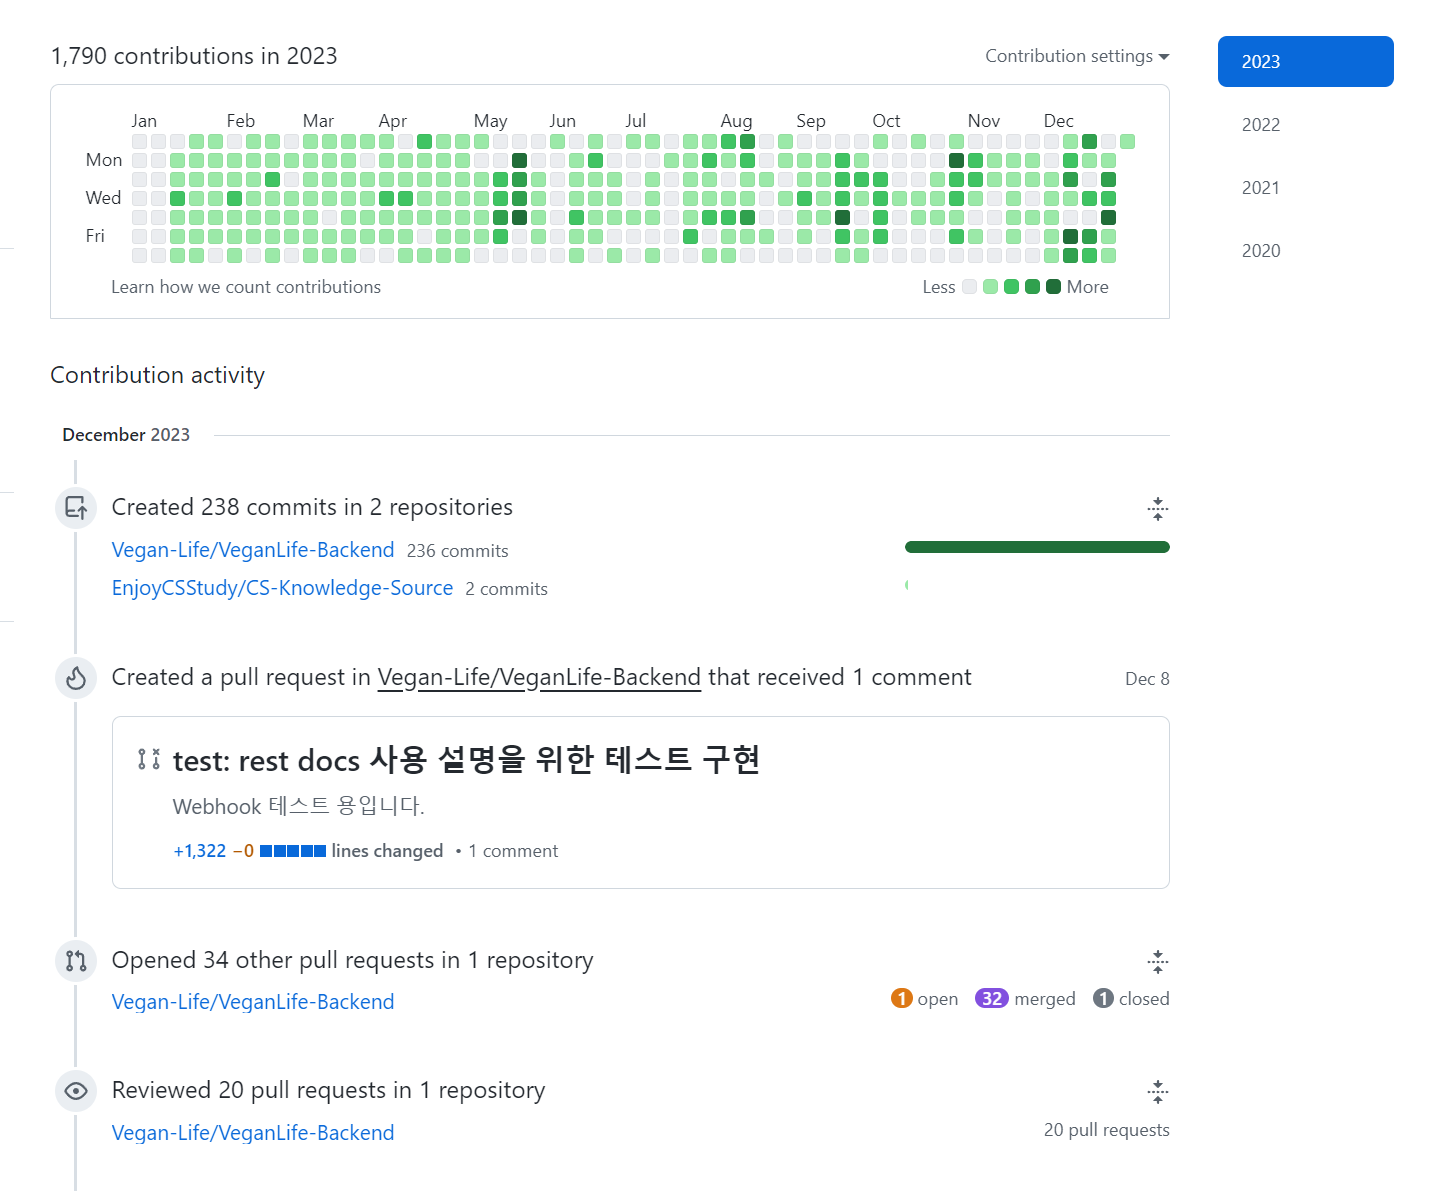 1,790 contributions in 2023
Contribution settings
2023
2022
2021
2020
Jan Feb Mar Apr May Jun Jul Aug Sep Oct Nov Dec
Mon
Wed
Fri
Learn how we count contributions
Less More
Contribution activity
December 2023
Created 238 commits in 2 repositories
Vegan-Life/VeganLife-Backend 236 commits
EnjoyCSStudy/CS-Knowledge-Source 2 commits
Created a pull request in Vegan-Life/VeganLife-Backend that received 1 comment Dec 8
test: rest docs 사용 설명을 위한 테스트 구현
Webhook 테스트 용입니다.
+1,322 −0 lines changed • 1 comment
Opened 34 other pull requests in 1 repository
Vegan-Life/VeganLife-Backend 1 open 32 merged 1 closed
Reviewed 20 pull requests in 1 repository
Vegan-Life/VeganLife-Backend 20 pull requests